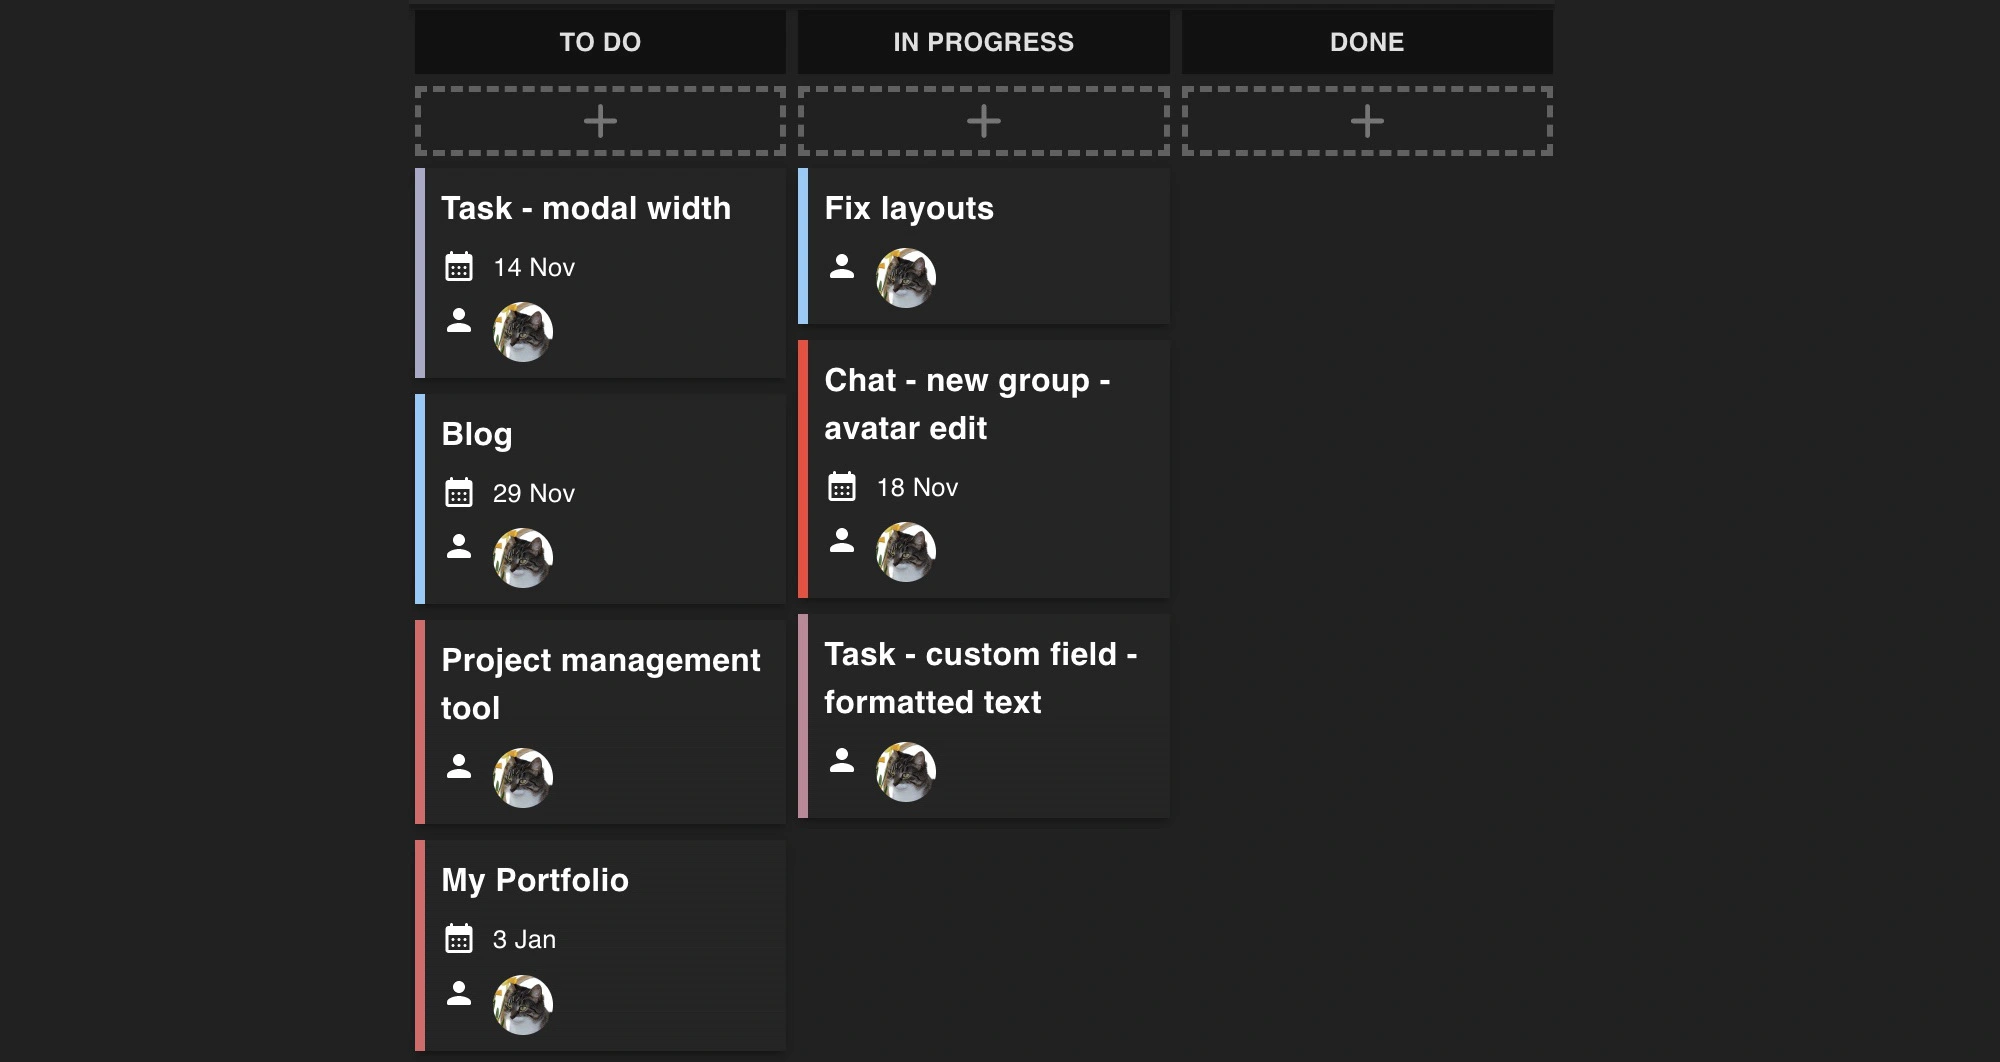 TO DO
IN PROGRESS
DONE
Task - modal width
14 Nov
Blog
29 Nov
Project management
tool
My Portfolio
3 Jan
Fix layouts
Chat - new group -
avatar edit
18 Nov
Task - custom field -
formatted text